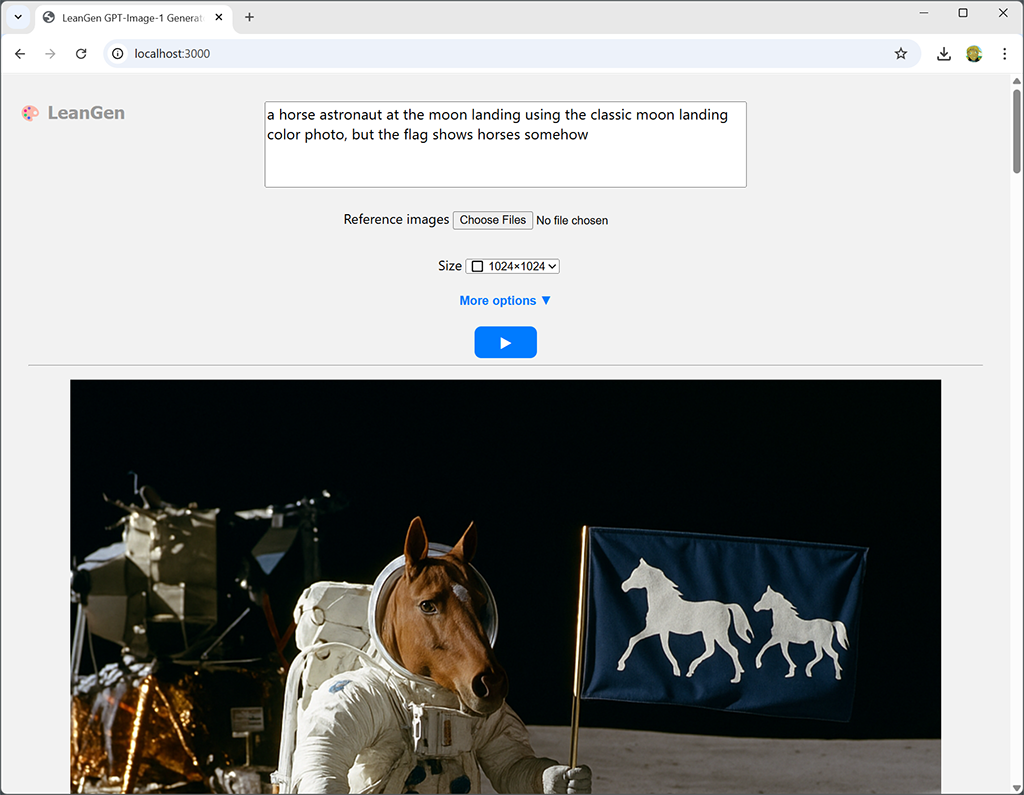 LeanGen GPT-Image-1 Generat
localhost:3000
LeanGen
a horse astronaut at the moon landing using the classic moon landing
color photo, but the flag shows horses somehow
Reference images Choose Files No file chosen
Size 1024×1024
More options ▼